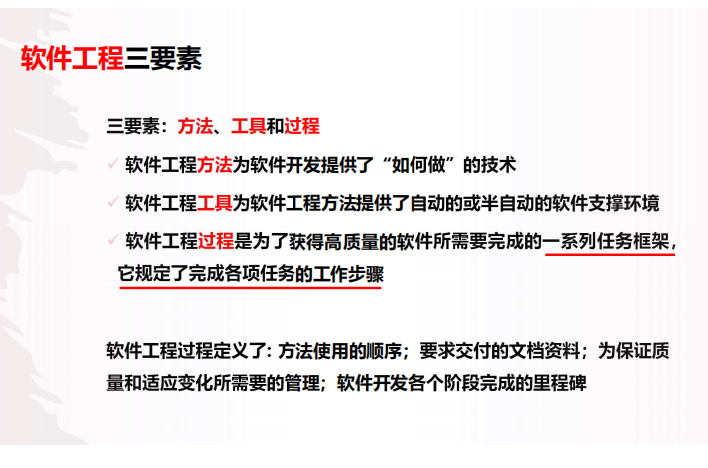 软件工程三要素
三要素：方法、工具和过程
✓ 软件工程方法为软件开发提供了“如何做”的技术
✓ 软件工程工具为软件工程方法提供了自动的或半自动的软件支撑环境
✓ 软件工程过程是为了获得高质量的软件所需要完成的一系列任务框架，
它规定了完成各项任务的工作步骤
软件工程过程定义了: 方法使用的顺序；要求交付的文档资料；为保证质
量和适应变化所需要的管理；软件开发各个阶段完成的里程碑